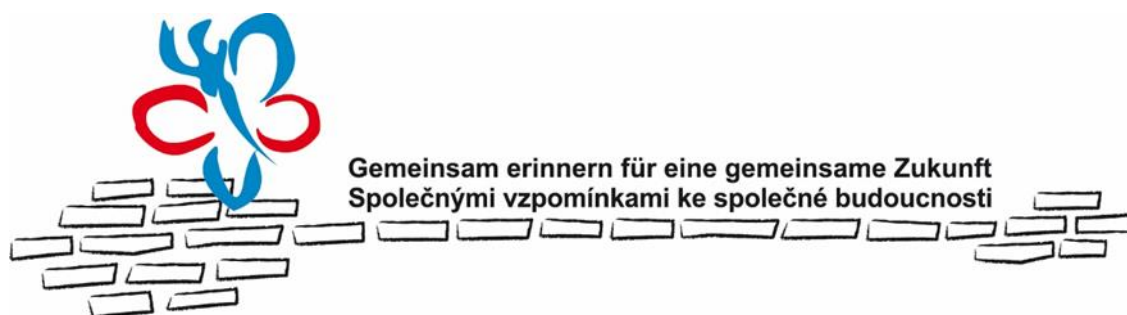 Gemeinsam erinnern für eine gemeinsame Zukunft
Společnými vzpomínkami ke společné budoucnosti